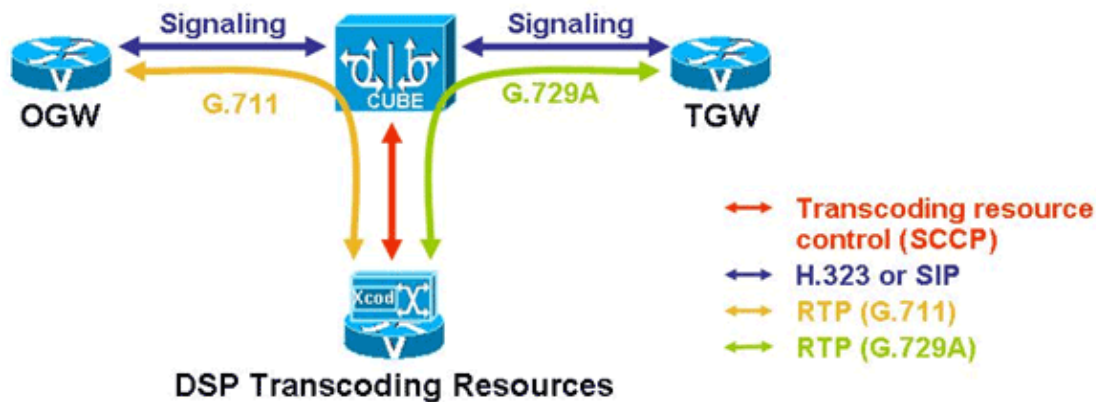 Signaling
Signaling
CUBE
G.711
G.729A
OGW
TGW
V
V
Transcoding resource
control (SCCP)
H.323 or SIP
Xcod
RTP (G.711)
V
RTP (G.729A)
DSP Transcoding Resources